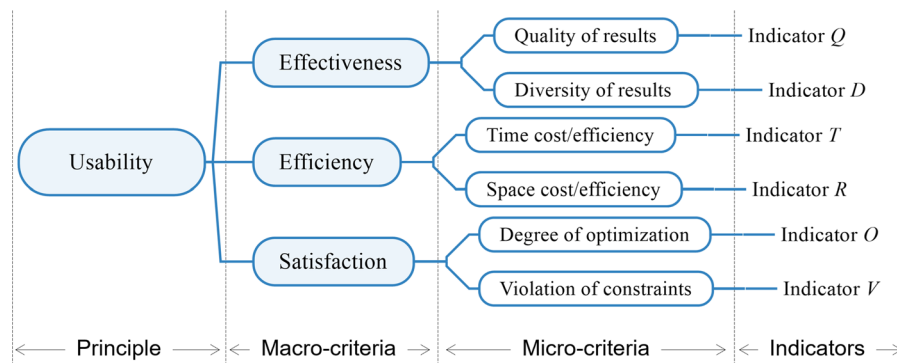 Usability
Effectiveness
Efficiency
Satisfaction
Quality of results
Diversity of results
Time cost/efficiency
Space cost/efficiency
Degree of optimization
Violation of constraints
Indicator Q
Indicator D
Indicator T
Indicator R
Indicator O
Indicator V
Principle
Macro-criteria
Micro-criteria
Indicators